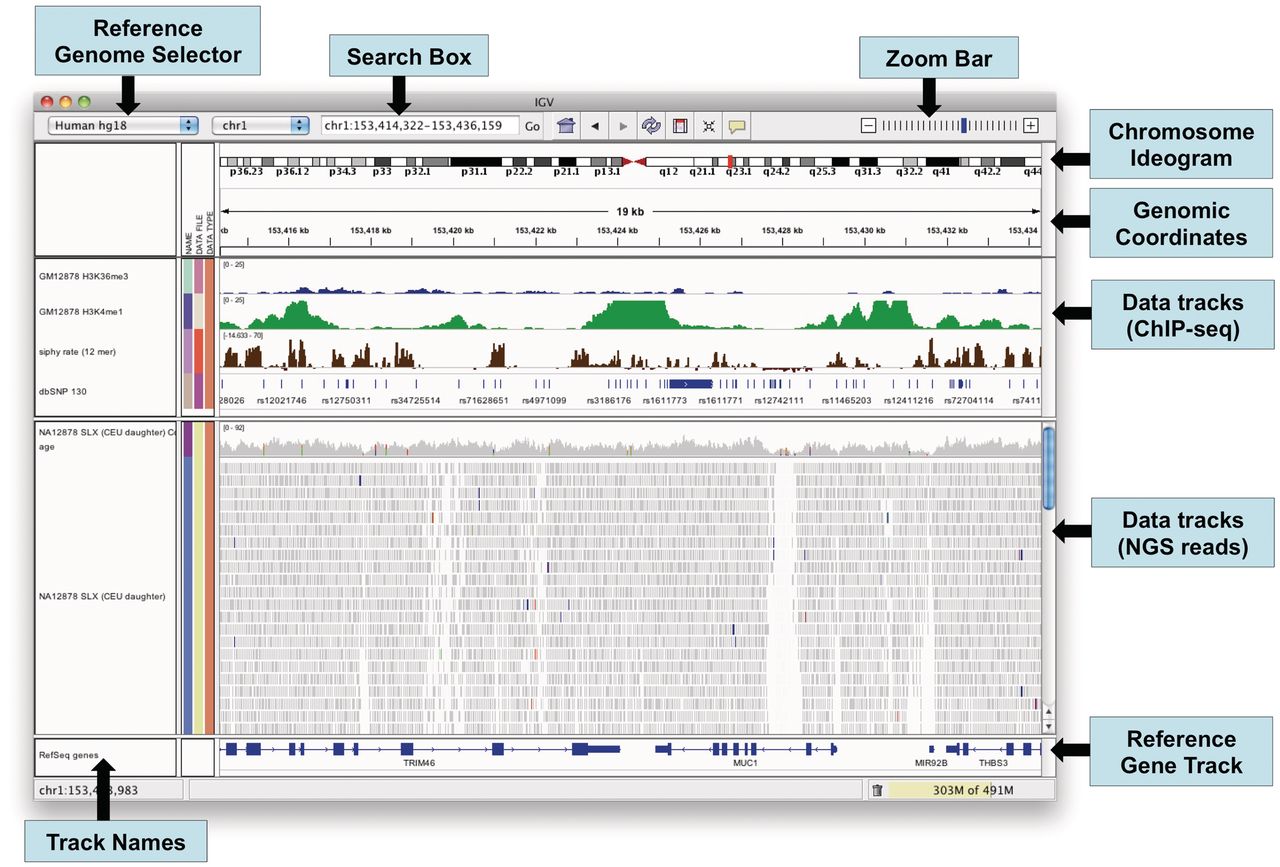 Reference
Genome Selector
Search Box
Zoom Bar
IGV
Human hg18
chr1
chr1:153,414,322-153,436,159
Go
Chromosome
Ideogram
p36.23 p36.12 p34.3 p33 p32.1 p31.1 p22.2 p21.1 p13.1 q12 q21.1 q23.1 q24.2 q25.3 q31.3 q32.2 q41 q42.2 q44
Genomic
Coordinates
19 kb
NAME
DATA FILE
DATA TYPE
kb 153,416 kb 153,418 kb 153,420 kb 153,422 kb 153,424 kb 153,426 kb 153,428 kb 153,430 kb 153,432 kb 153,434
GM12878 H3K36me3
[0 - 25]
GM12878 H3K4me1
[0 - 25]
Data tracks
(ChIP-seq)
siphy rate (12 mer)
[-14.633 - 70]
dbSNP 130
28026 rs12021746 rs12750311 rs34725514 rs71628651 rs4971099 rs3186176 rs1611773 rs1611771 rs12742111 rs11465203 rs12411216 rs72704114 rs7411
NA12878 SLX (CEU daughter) Co
age
[0 - 92]
Data tracks
(NGS reads)
NA12878 SLX (CEU daughter)
RefSeq genes
TRIM46 MUC1 MIR92B THBS3
Reference
Gene Track
303M of 491M
Track Names